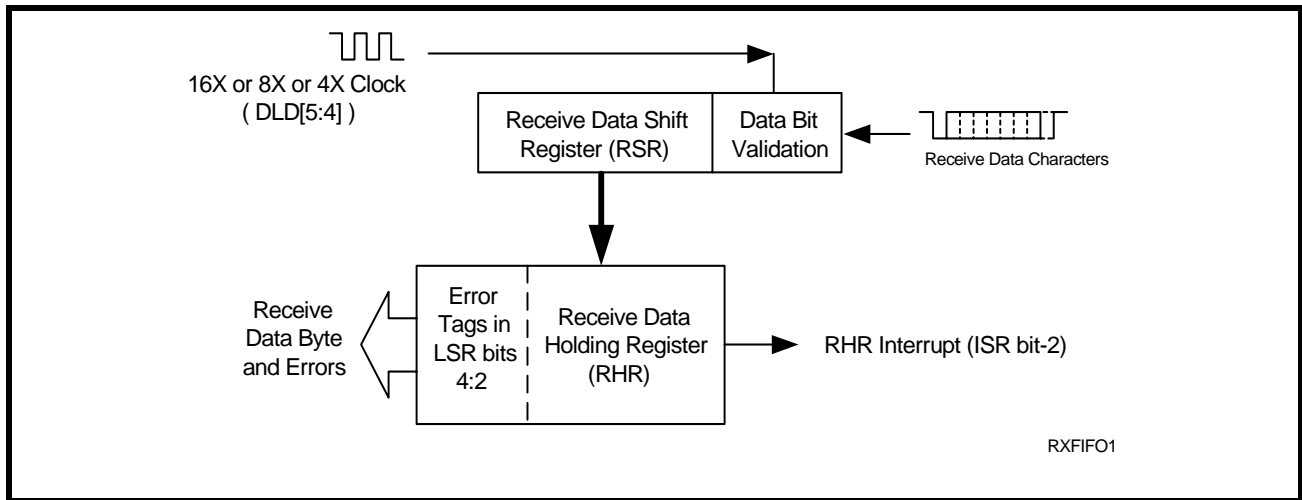 16X or 8X or 4X Clock
( DLD[5:4] )
Receive Data Shift
Register (RSR)
Data Bit
Validation
Receive Data Characters
Receive
Data Byte
and Errors
Error
Tags in
LSR bits
4:2
Receive Data
Holding Register
(RHR)
RHR Interrupt (ISR bit-2)
RXFIFO1